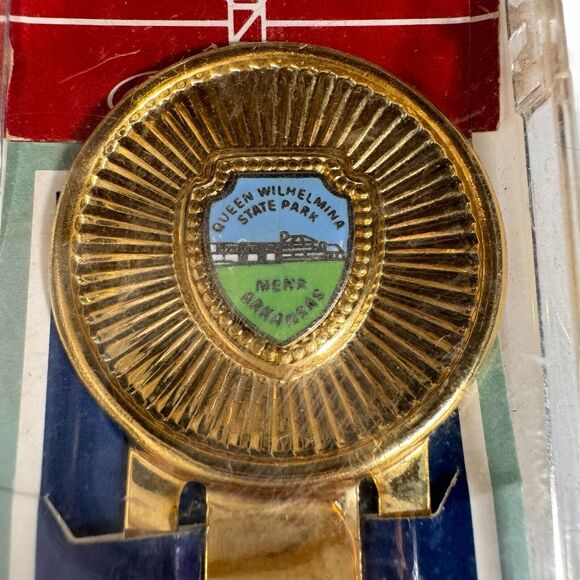 QUEEN WILHELMINA
STATE PARK
MENA
ARKANSAS